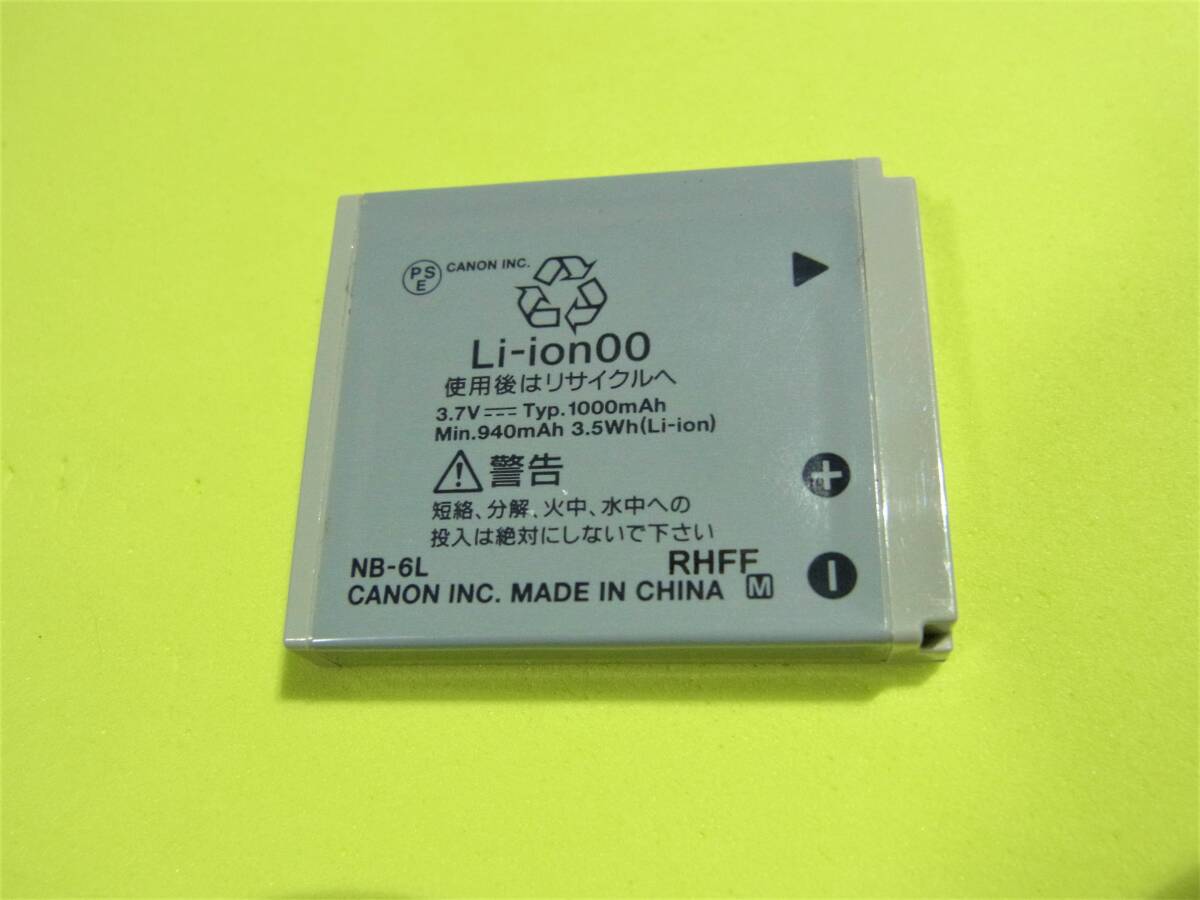 PSE CANON INC.
Li-ion00
使用後はリサイクルへ
3.7V⎓ Typ.1000mAh
Min.940mAh 3.5Wh(Li-ion)
警告
短絡、分解、火中、水中への
投入は絶対にしないで下さい
NB-6L RHFF
CANON INC. MADE IN CHINA M